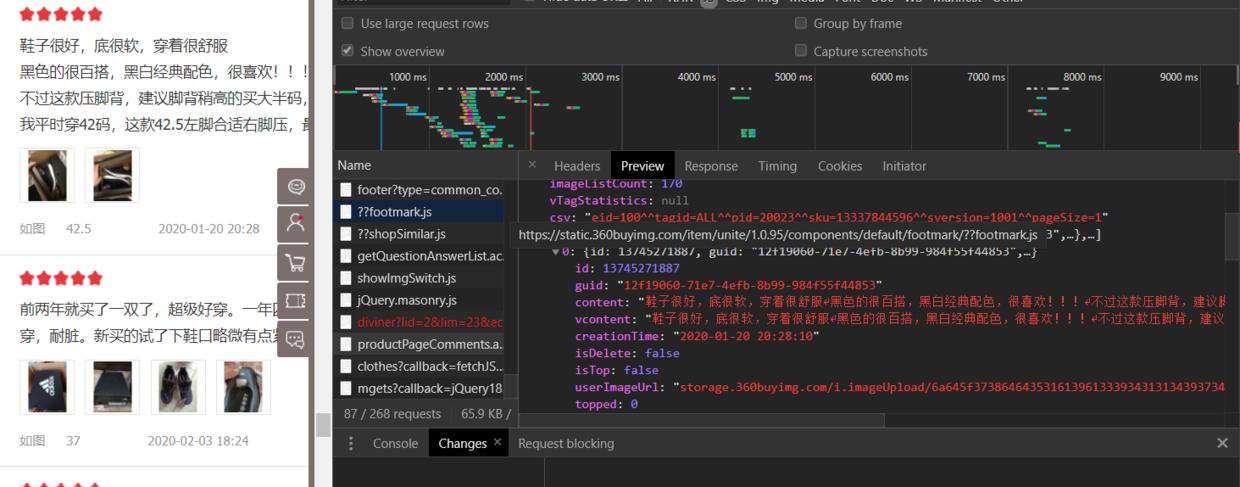 鞋子很好，底很软，穿着很舒服
黑色的很百搭，黑白经典配色，很喜欢！！！
不过这款压脚背，建议脚背稍高的买大半码，
我平时穿42码，这款42.5左脚合适右脚压，
如图 42.5 2020-01-20 20:28
前两年就买了一双了，超级好穿。一年
穿，耐脏。新买的试了下鞋口略微有点
adidas
如图 37 2020-02-03 18:24
Use large request rows
Group by frame
Show overview
Capture screenshots
1000 ms 2000 ms 3000 ms 4000 ms 5000 ms 6000 ms 7000 ms 8000 ms 9000 ms
Name
footer?type=common_co.
??footmark.js
??shopSimilar.js
getQuestionAnswerList.ac.
showImgSwitch.js
jQuery.masonry.js
diviner?lid=2&lim=23&ec
productPageComments.a.
clothes?callback=fetchJS...
mgets?callback=jQuery18.
87 / 268 requests 65.9 KB /
× Headers Preview Response Timing Cookies Initiator
imageListCount: 170
vTagStatistics: null
csv: "eid=100^^tagid=ALL^^pid=20023^^sku=13337844596^^sversion=1001^^pageSize=1"
https://static.360buyimg.com/item/unite/1.0.95/components/default/footmark/??footmark.js
3",…},…]
0: {id: 13745271887, guid: "12f19060-71e7-4efb-8b99-984f55f44853",…}
id: 13745271887
guid: "12f19060-71e7-4efb-8b99-984f55f44853"
content: "鞋子很好，底很软，穿着很舒服↵黑色的很百搭，黑白经典配色，很喜欢！！！↵不过这款压脚背，建议脚
vcontent: "鞋子很好，底很软，穿着很舒服↵黑色的很百搭，黑白经典配色，很喜欢！！！↵不过这款压脚背，建议
creationTime: "2020-01-20 20:28:10"
isDelete: false
isTop: false
userImageUrl: "storage.360buyimg.com/i.imageUpload/6a645f373864643531613961333934313134393734
topped: 0
Console Changes × Request blocking ×